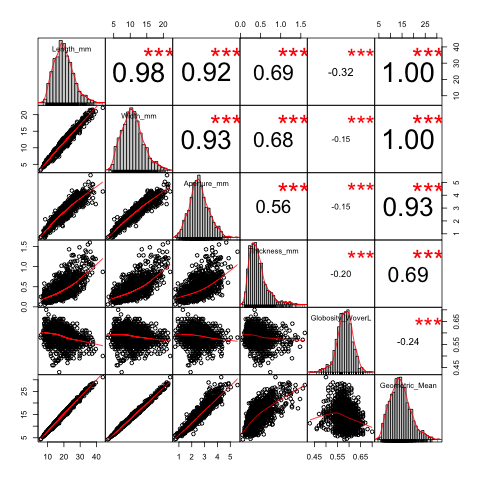 5 10 15 20
0.0 0.5 1.0 1.5
5 15 25
Length_mm
0.98 ***
0.92 ***
0.69 ***
-0.32 ***
1.00 ***
10 20 30 40
5 10 15 20
Width_mm
0.93 ***
0.68 ***
-0.15 ***
1.00 ***
Aperture_mm
0.56 ***
-0.15 ***
0.93 ***
1 2 3 4 5
0.0 0.5 1.0 1.5
Thickness_mm
-0.20 ***
0.69 ***
Globosity_WoverL
-0.24 ***
0.45 0.55 0.65
5 15 25
Geometric_Mean
10 20 30 40
1 2 3 4 5
0.45 0.55 0.65